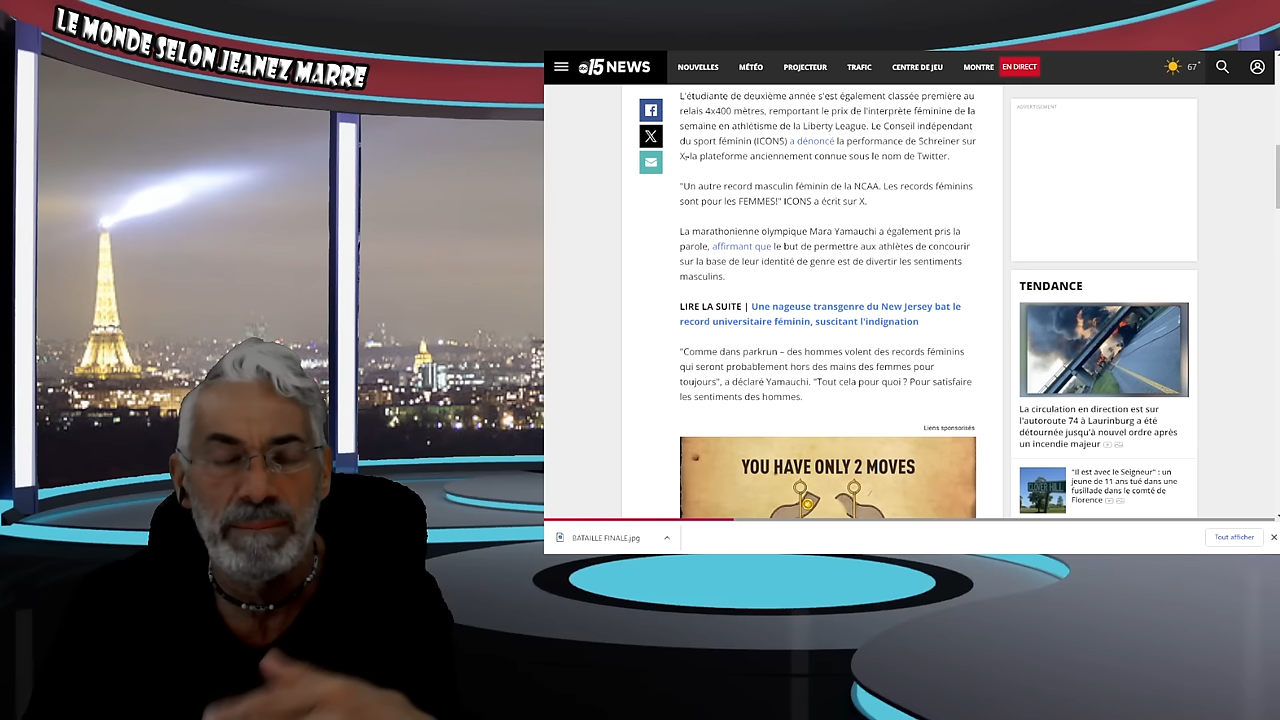 LE MONDE SELON JEANEZ MARRE
15 NEWS
NOUVELLES
MÉTÉO
PROJECTEUR
TRAFIC
CENTRE DE JEU
MONTRE
EN DIRECT
67°
L'étudiante de deuxième année s'est également classée première au
relais 4x400 mètres, remportant le prix de l'interprète féminine de la
semaine en athlétisme de la Liberty League. Le Conseil indépendant
du sport féminin (ICONS) a dénoncé la performance de Schreiner sur
X,-la plateforme anciennement connue sous le nom de Twitter.
"Un autre record masculin féminin de la NCAA. Les records féminins
sont pour les FEMMES!" ICONS a écrit sur X.
La marathonienne olympique Mara Yamauchi a également pris la
parole, affirmant que le but de permettre aux athlètes de concourir
sur la base de leur identité de genre est de divertir les sentiments
masculins.
LIRE LA SUITE | Une nageuse transgenre du New Jersey bat le
record universitaire féminin, suscitant l'indignation
"Comme dans parkrun – des hommes volent des records féminins
qui seront probablement hors des mains des femmes pour
toujours", a déclaré Yamauchi. "Tout cela pour quoi ? Pour satisfaire
les sentiments des hommes.
Liens sponsorisés
YOU HAVE ONLY 2 MOVES
ADVERTISEMENT
TENDANCE
La circulation en direction est sur
l'autoroute 74 à Laurinburg a été
détournée jusqu'à nouvel ordre après
un incendie majeur
"Il est avec le Seigneur" : un
jeune de 11 ans tué dans une
fusillade dans le comté de
Florence
CLOVER HILL
BATAILLE FINALE.jpg
Tout afficher